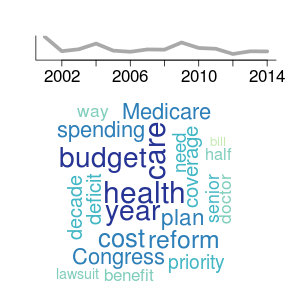 2002 2006 2010 2014
way Medicare
spending care need coverage bill
budget half
decade deficit health senior doctor
year plan
cost reform
Congress priority
lawsuit benefit